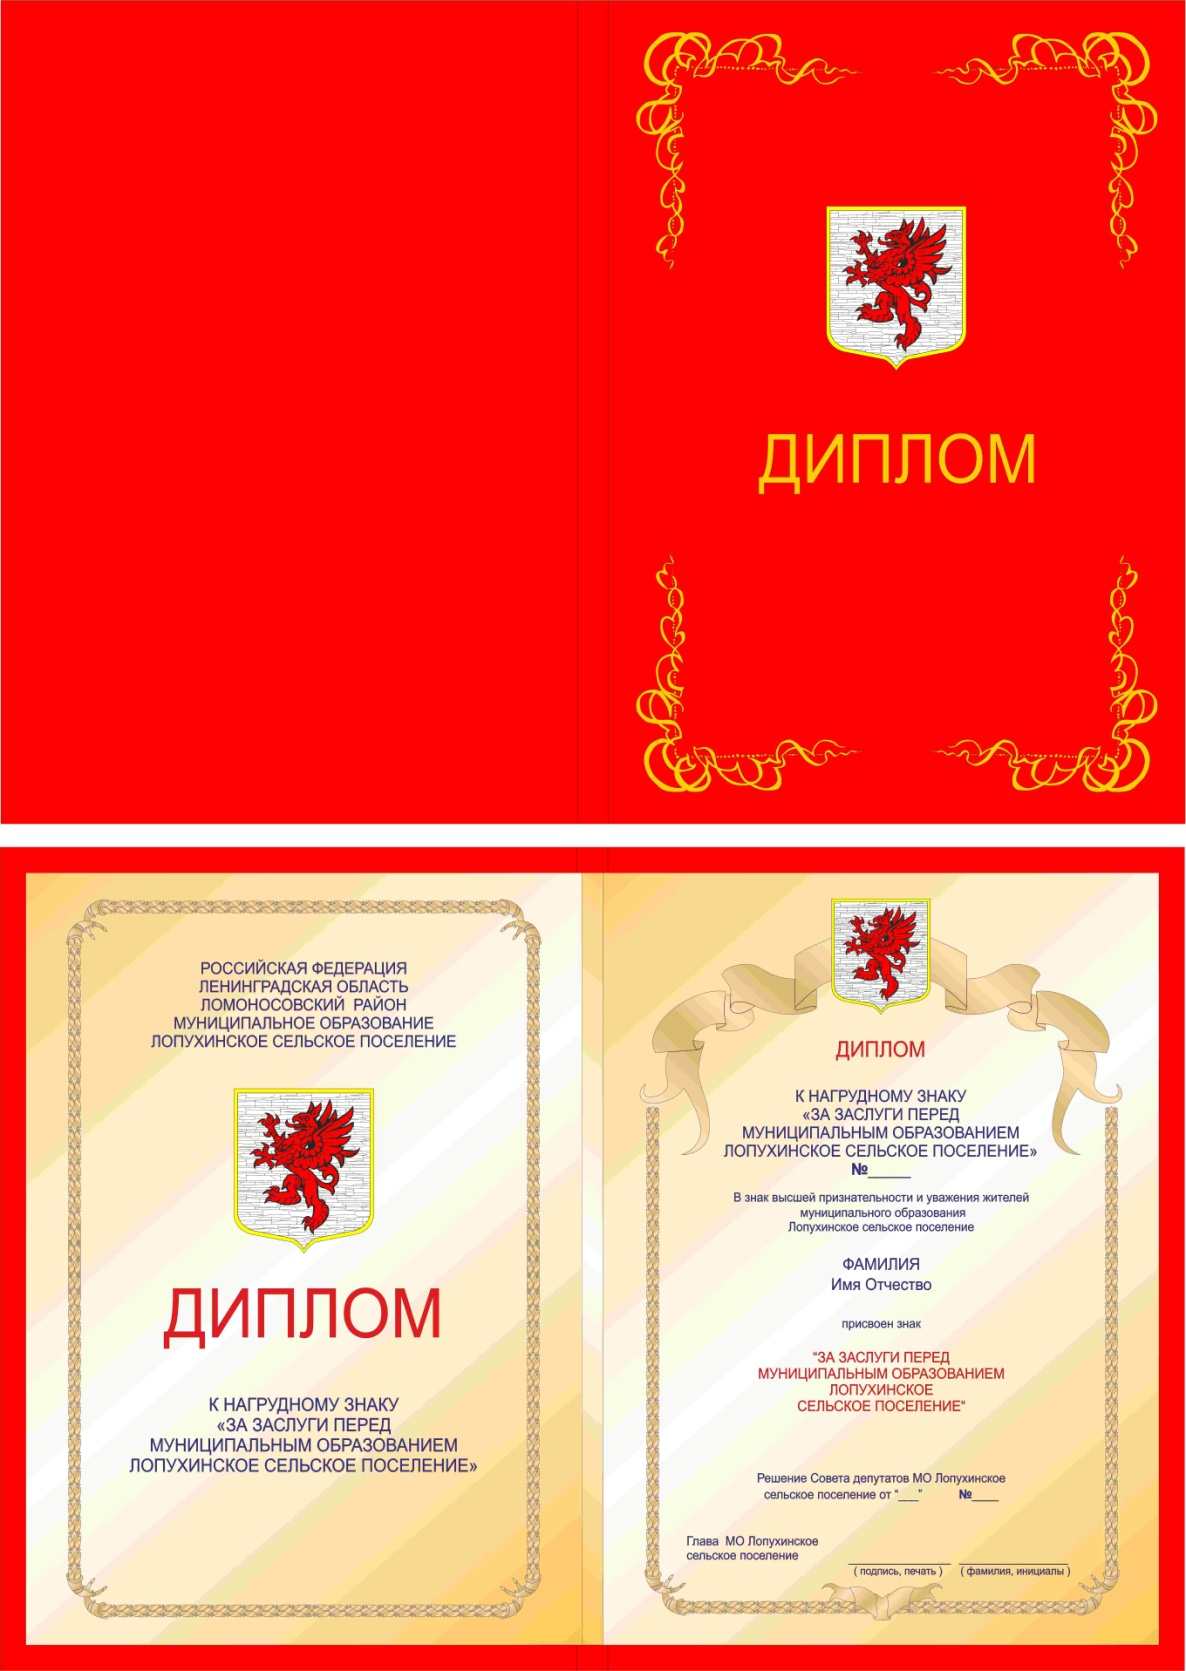 ДИПЛОМ
РОССИЙСКАЯ ФЕДЕРАЦИЯ
ЛЕНИНГРАДСКАЯ ОБЛАСТЬ
ЛОМОНОСОВСКИЙ РАЙОН
МУНИЦИПАЛЬНОЕ ОБРАЗОВАНИЕ
ЛОПУХИНСКОЕ СЕЛЬСКОЕ ПОСЕЛЕНИЕ
ДИПЛОМ
К НАГРУДНОМУ ЗНАКУ
«ЗА ЗАСЛУГИ ПЕРЕД
МУНИЦИПАЛЬНЫМ ОБРАЗОВАНИЕМ
ЛОПУХИНСКОЕ СЕЛЬСКОЕ ПОСЕЛЕНИЕ»
ДИПЛОМ
К НАГРУДНОМУ ЗНАКУ
«ЗА ЗАСЛУГИ ПЕРЕД
МУНИЦИПАЛЬНЫМ ОБРАЗОВАНИЕМ
ЛОПУХИНСКОЕ СЕЛЬСКОЕ ПОСЕЛЕНИЕ»
№_____
В знак высшей признательности и уважения жителей
муниципального образования
Лопухинское сельское поселение
ФАМИЛИЯ
Имя Отчество
присвоен знак
"ЗА ЗАСЛУГИ ПЕРЕД
МУНИЦИПАЛЬНЫМ ОБРАЗОВАНИЕМ
ЛОПУХИНСКОЕ
СЕЛЬСКОЕ ПОСЕЛЕНИЕ"
Решение Совета депутатов МО Лопухинское
сельское поселение от "___" №____
Глава МО Лопухинское
сельское поселение
( подпись, печать ) ( фамилия, инициалы )